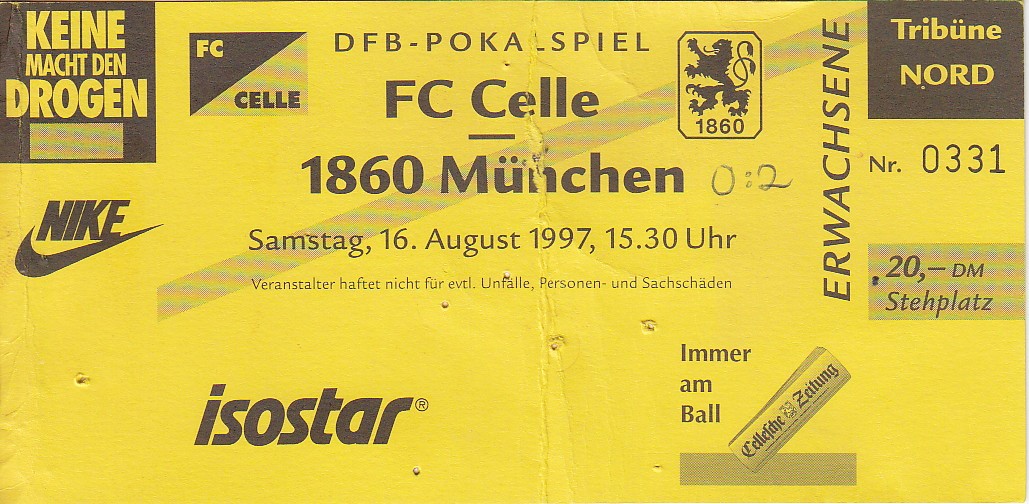 KEINE
MACHT DEN
DROGEN
FC
CELLE
DFB-POKALSPIEL
FC Celle
—
1860 München 0:2
1860
Samstag, 16. August 1997, 15.30 Uhr
Veranstalter haftet nicht für evtl. Unfälle, Personen- und Sachschäden
NIKE
isostar®
Immer
am
Ball
Cellesche Zeitung
ERWACHSENE
Tribüne
NORD
Nr. 0331
20,– DM
Stehplatz